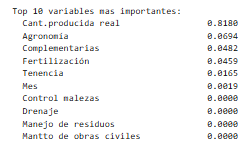 Top 10 variables mas importantes:
Cant.producida real 0.8180
Agronomía 0.0694
Complementarias 0.0482
Fertilización 0.0459
Tenencia 0.0165
Mes 0.0019
Control malezas 0.0000
Drenaje 0.0000
Manejo de residuos 0.0000
Mantto de obras civiles 0.0000